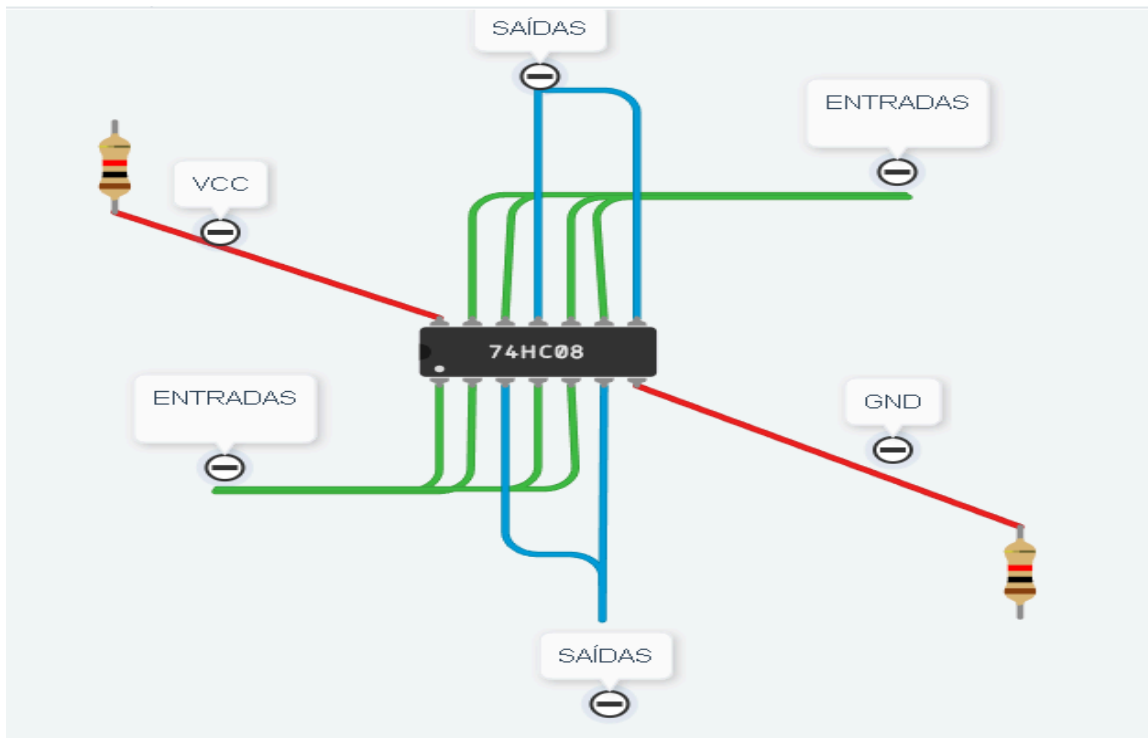 SAÍDAS
ENTRADAS
VCC
74HC08
ENTRADAS
GND
SAÍDAS